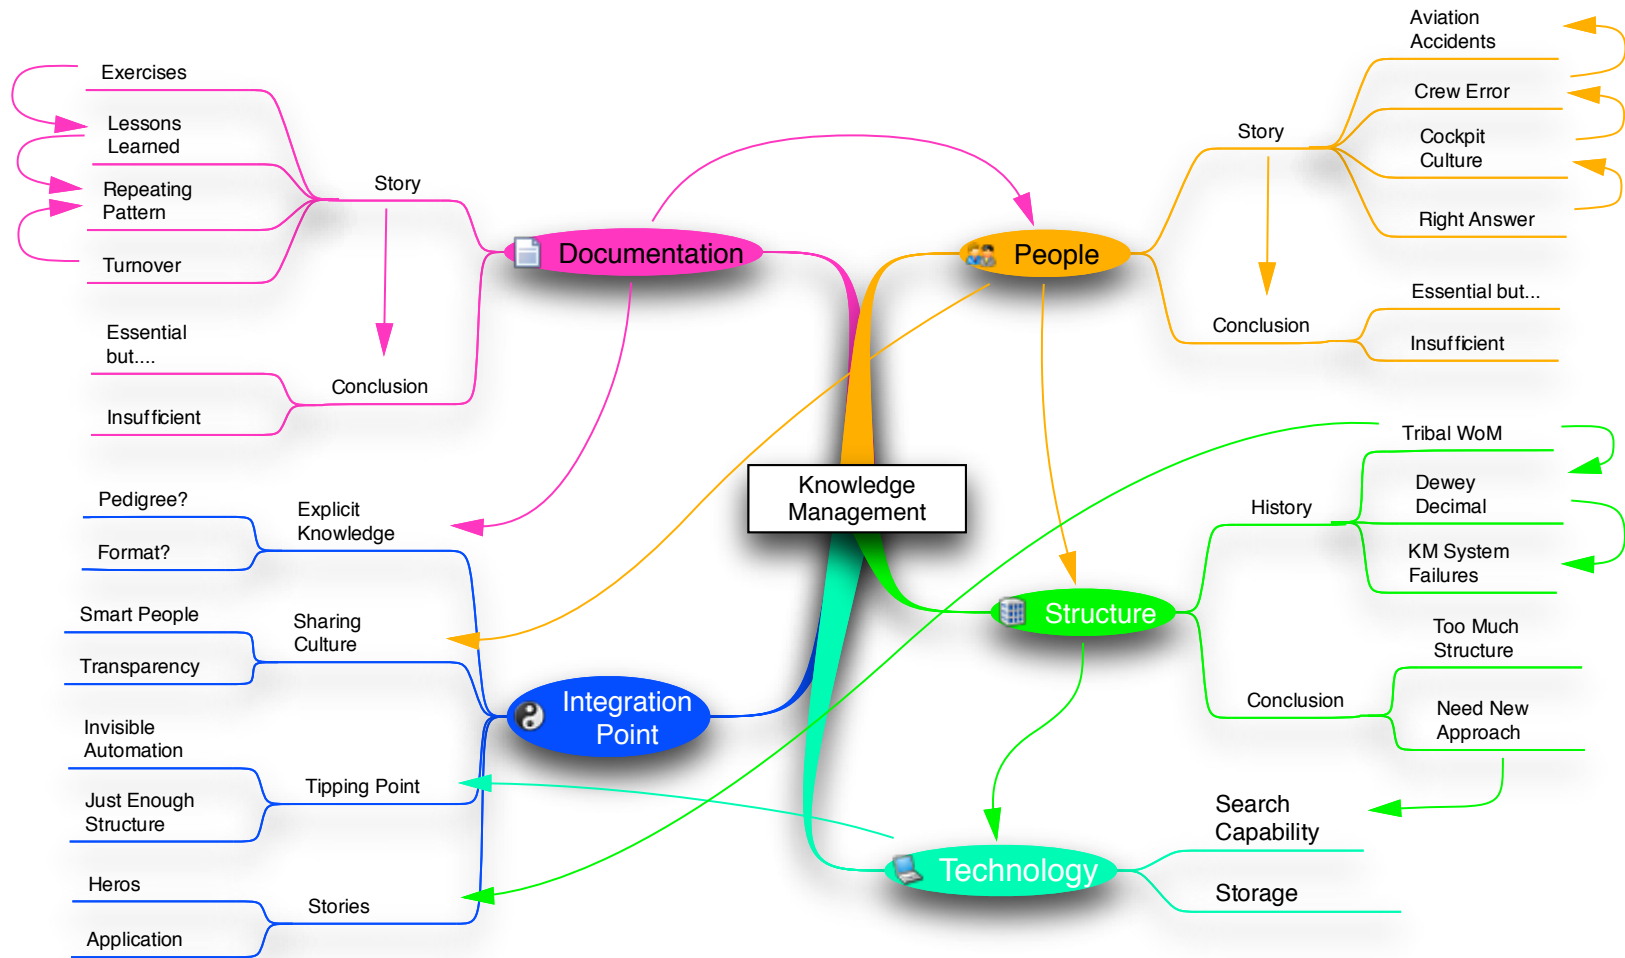 Knowledge
Management
Documentation
Story
Exercises
Lessons
Learned
Repeating
Pattern
Turnover
Conclusion
Essential
but....
Insufficient
People
Story
Aviation
Accidents
Crew Error
Cockpit
Culture
Right Answer
Conclusion
Essential but...
Insufficient
Structure
History
Tribal WoM
Dewey
Decimal
KM System
Failures
Conclusion
Too Much
Structure
Need New
Approach
Technology
Search
Capability
Storage
Integration
Point
Explicit
Knowledge
Pedigree?
Format?
Sharing
Culture
Smart People
Transparency
Tipping Point
Invisible
Automation
Just Enough
Structure
Stories
Heros
Application